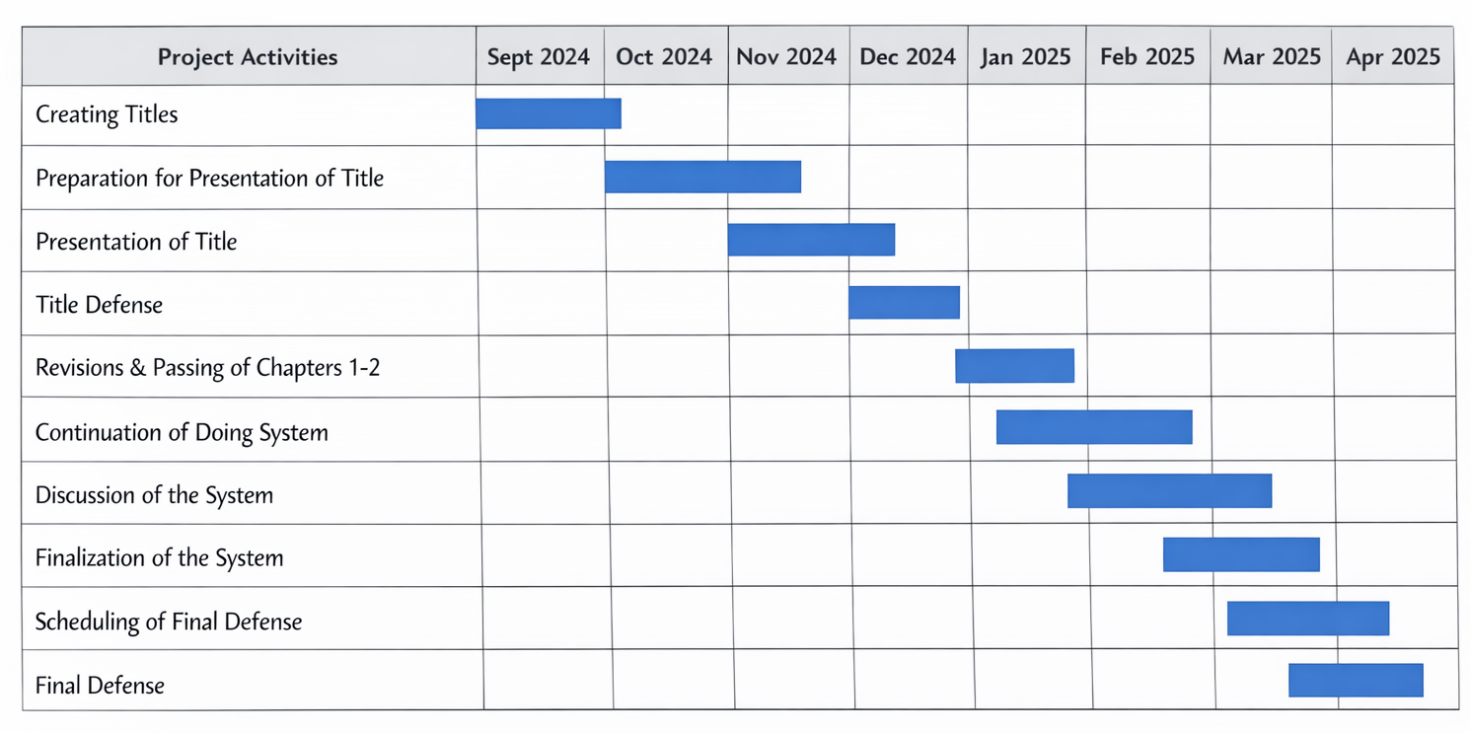 Project Activities Sept 2024 Oct 2024 Nov 2024 Dec 2024 Jan 2025 Feb 2025 Mar 2025 Apr 2025
Creating Titles
Preparation for Presentation of Title
Presentation of Title
Title Defense
Revisions & Passing of Chapters 1-2
Continuation of Doing System
Discussion of the System
Finalization of the System
Scheduling of Final Defense
Final Defense